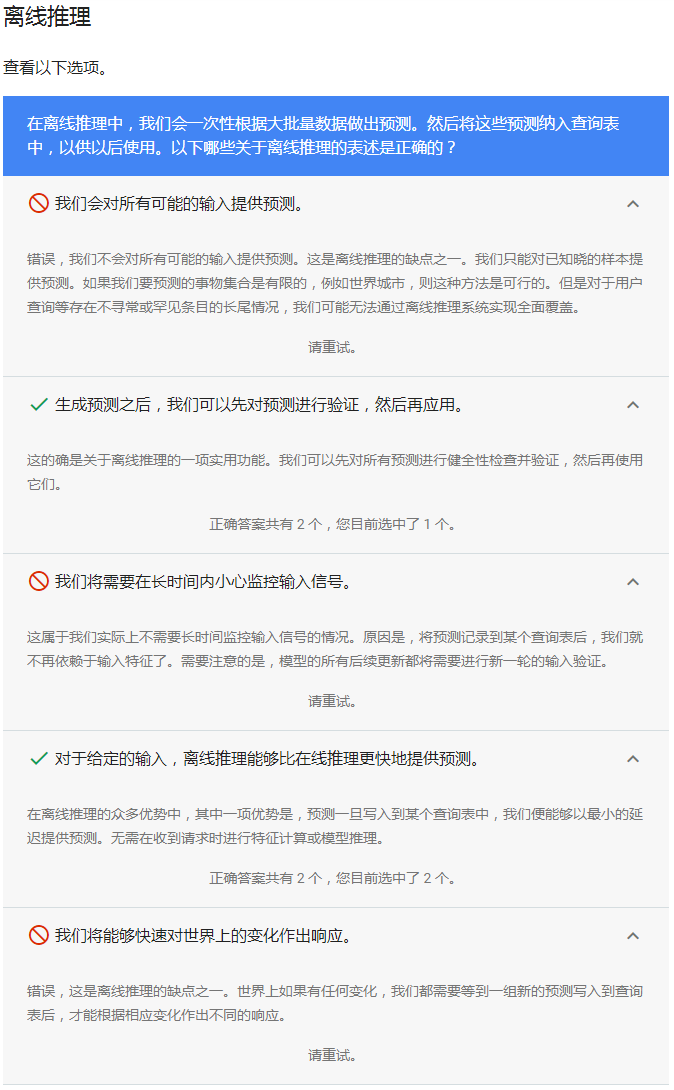 离线推理
查看以下选项。
在离线推理中，我们会一次性根据大批量数据做出预测。然后将这些预测纳入查询表
中，以供以后使用。以下哪些关于离线推理的表述是正确的？
我们会对所有可能的输入提供预测。
错误，我们不会对所有可能的输入提供预测。这是离线推理的缺点之一。我们只能对已知晓的样本提
供预测。如果我们要预测的事物集合是有限的，例如世界城市，则这种方法是可行的。但是对于用户
查询等存在不寻常或罕见条目的长尾情况，我们可能无法通过离线推理系统实现全面覆盖。
请重试。
生成预测之后，我们可以先对预测进行验证，然后再应用。
这的确是关于离线推理的一项实用功能。我们可以先对所有预测进行健全性检查并验证，然后再使用
它们。
正确答案共有 2 个，您目前选中了 1 个。
我们将需要在长时间内小心监控输入信号。
这属于我们实际上不需要长时间监控输入信号的情况。原因是，将预测记录到某个查询表后，我们就
不再依赖于输入特征了。需要注意的是，模型的所有后续更新都将需要进行新一轮的输入验证。
请重试。
对于给定的输入，离线推理能够比在线推理更快地提供预测。
在离线推理的众多优势中，其中一项优势是，预测一旦写入到某个查询表中，我们便能够以最小的延
迟提供预测。无需在收到请求时进行特征计算或模型推理。
正确答案共有 2 个，您目前选中了 2 个。
我们将能够快速对世界上的变化作出响应。
错误，这是离线推理的缺点之一。世界上如果有任何变化，我们都需要等到一组新的预测写入到查询
表后，才能根据相应变化作出不同的响应。
请重试。